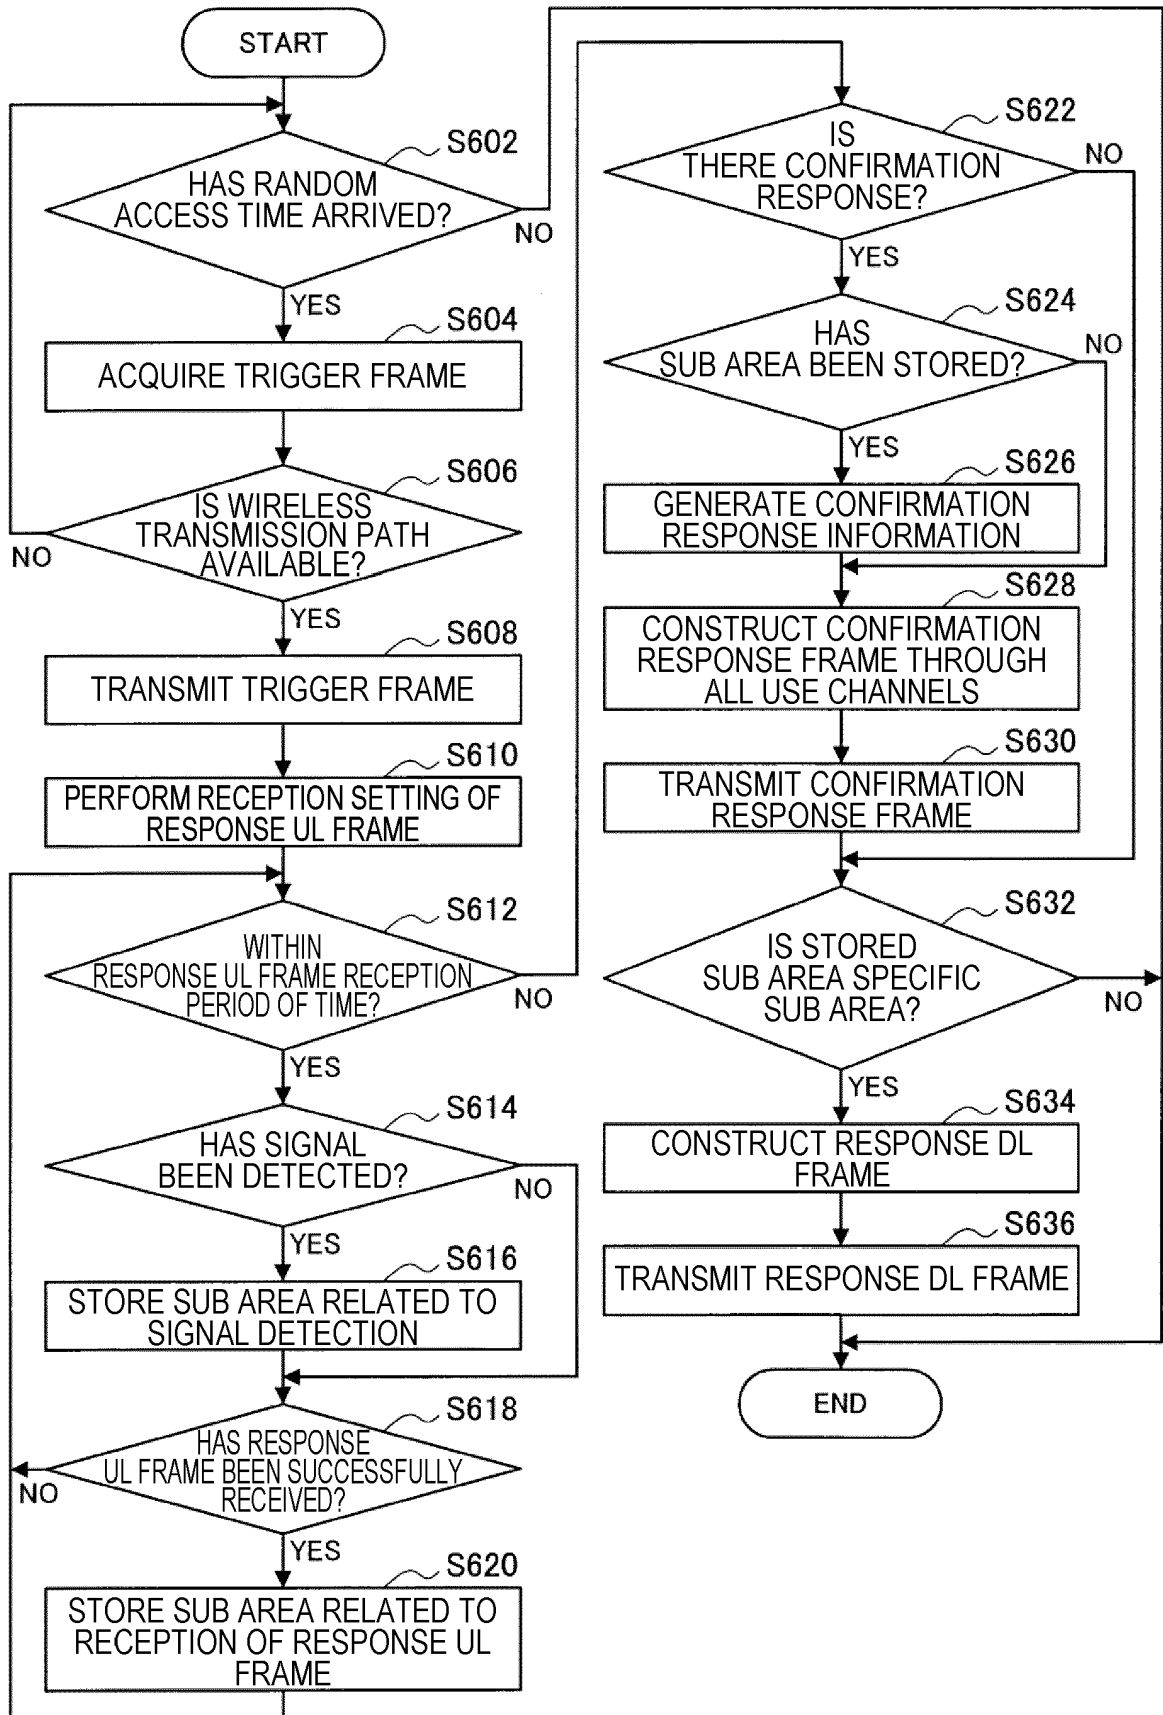 START
S602
HAS RANDOM
ACCESS TIME ARRIVED?
NO
YES
S604
ACQUIRE TRIGGER FRAME
S606
IS WIRELESS
TRANSMISSION PATH
AVAILABLE?
NO
YES
S608
TRANSMIT TRIGGER FRAME
S610
PERFORM RECEPTION SETTING OF
RESPONSE UL FRAME
S612
WITHIN
RESPONSE UL FRAME RECEPTION
PERIOD OF TIME?
NO
YES
S614
HAS SIGNAL
BEEN DETECTED?
NO
YES
S616
STORE SUB AREA RELATED TO
SIGNAL DETECTION
S618
HAS RESPONSE
UL FRAME BEEN SUCCESSFULLY
RECEIVED?
NO
YES
S620
STORE SUB AREA RELATED TO
RECEPTION OF RESPONSE UL
FRAME
S622
IS
THERE CONFIRMATION
RESPONSE?
NO
YES
S624
HAS
SUB AREA BEEN STORED?
NO
YES
S626
GENERATE CONFIRMATION
RESPONSE INFORMATION
S628
CONSTRUCT CONFIRMATION
RESPONSE FRAME THROUGH
ALL USE CHANNELS
S630
TRANSMIT CONFIRMATION
RESPONSE FRAME
S632
IS STORED
SUB AREA SPECIFIC
SUB AREA?
NO
YES
S634
CONSTRUCT RESPONSE DL
FRAME
S636
TRANSMIT RESPONSE DL FRAME
END